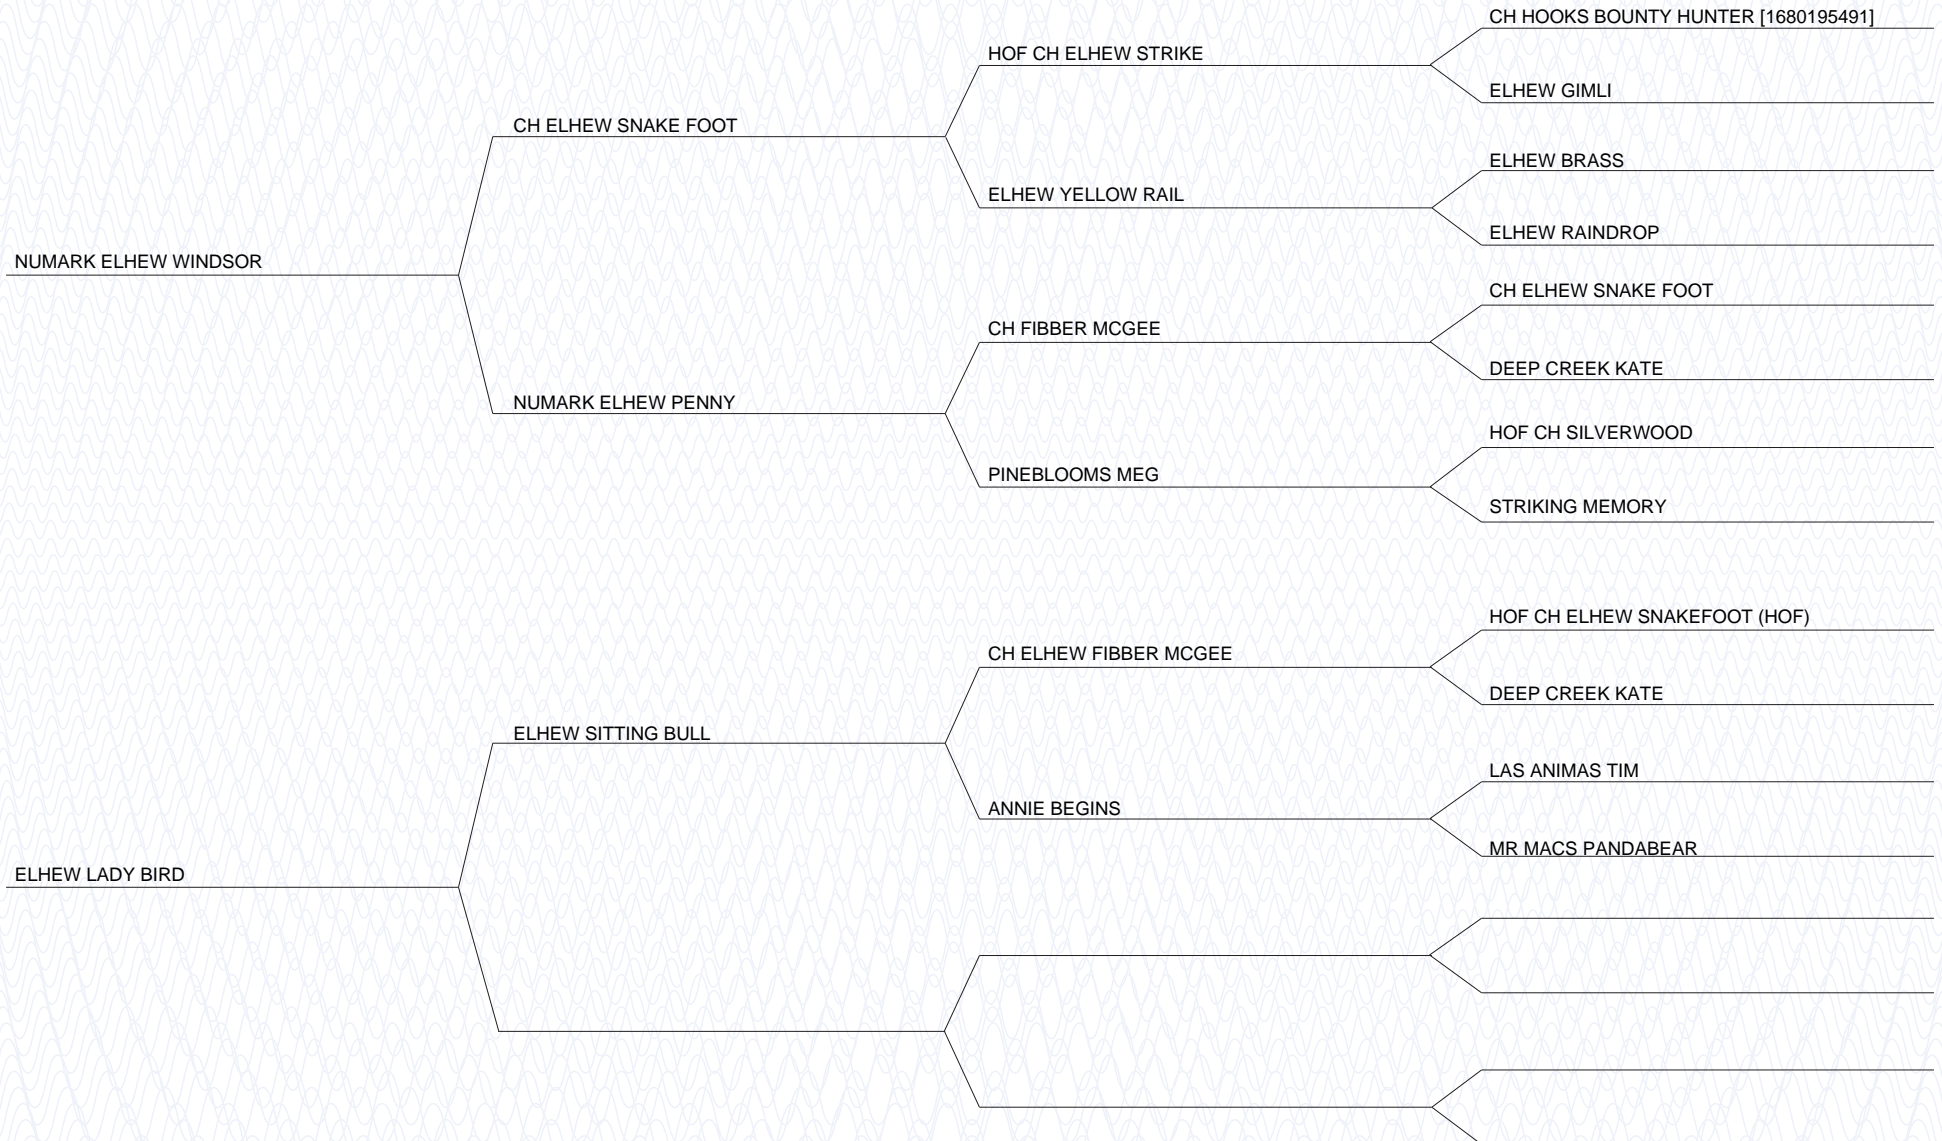 CH HOOKS BOUNTY HUNTER [1680195491]
HOF CH ELHEW STRIKE
ELHEW GIMLI
CH ELHEW SNAKE FOOT
ELHEW BRASS
ELHEW YELLOW RAIL
ELHEW RAINDROP
NUMARK ELHEW WINDSOR
CH ELHEW SNAKE FOOT
CH FIBBER MCGEE
DEEP CREEK KATE
NUMARK ELHEW PENNY
HOF CH SILVERWOOD
PINEBLOOMS MEG
STRIKING MEMORY
HOF CH ELHEW SNAKEFOOT (HOF)
CH ELHEW FIBBER MCGEE
DEEP CREEK KATE
ELHEW SITTING BULL
LAS ANIMAS TIM
ANNIE BEGINS
MR MACS PANDABEAR
ELHEW LADY BIRD